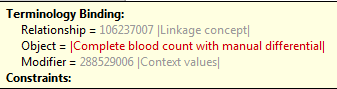 Terminology Binding:
Relationship = 106237007 |Linkage concept|
Object = |Complete blood count with manual differential|
Modifier = 288529006 |Context values|
Constraints: